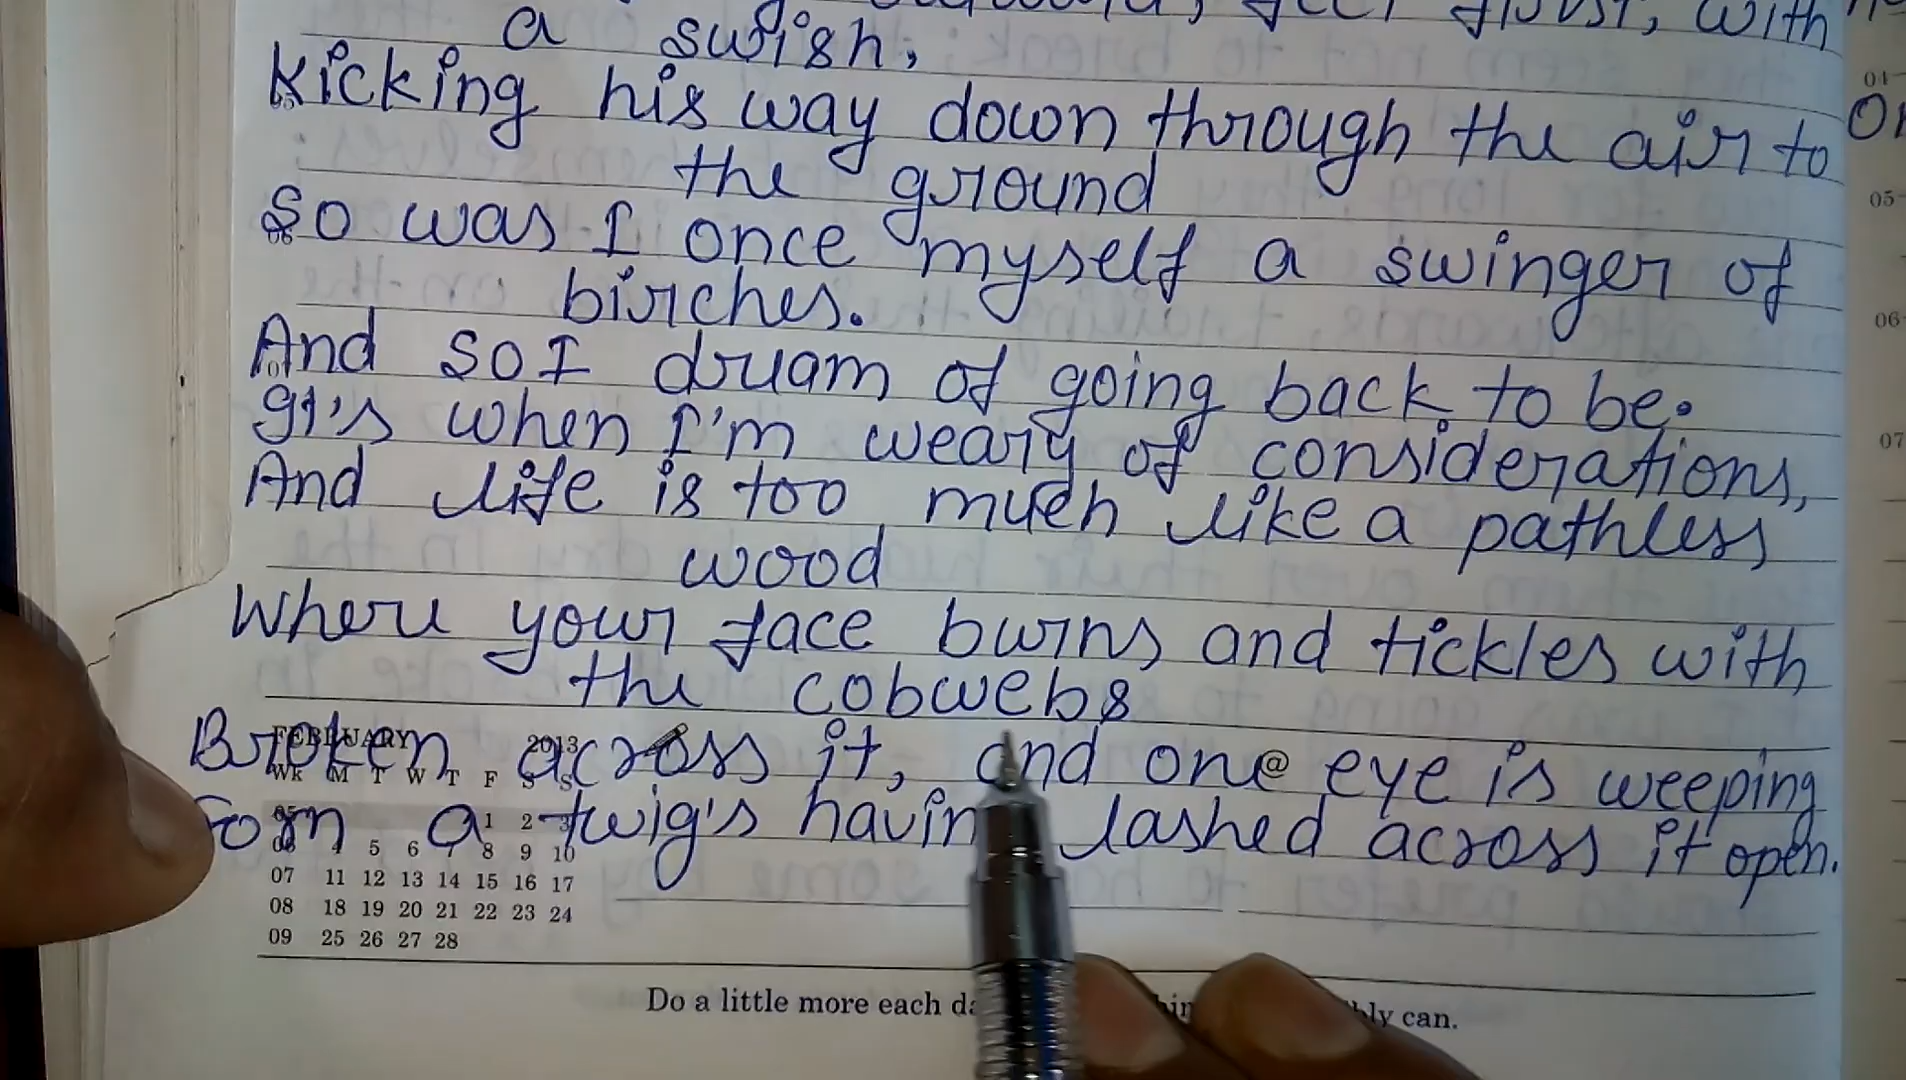 with
a swish,
Kicking his way down through the air to
the ground
So was I once myself a swinger of
birches.
And So I dream of going back to be.
It's when I'm weary of considerations,
And life is too much like a pathless
wood
Where your face burns and tickles with
the cobwebs
Broken across it, and one eye is weeping
From a twig's having lashed across it open.
FEBRUARY 2013
Wk M T W T F S S
1 2
4 5 6 7 8 9 10
07 11 12 13 14 15 16 17
08 18 19 20 21 22 23 24
09 25 26 27 28
Do a little more each can.
04
05
06
07